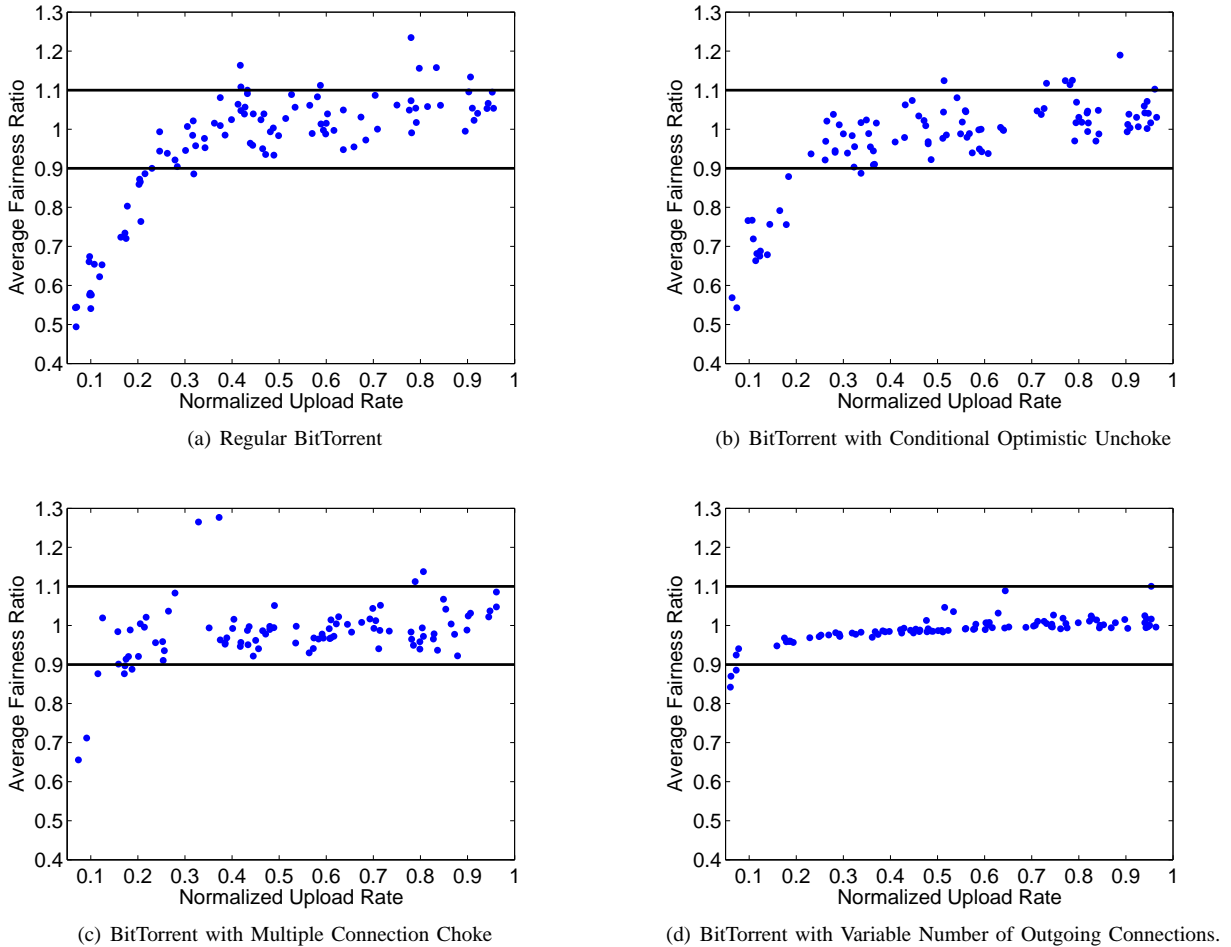 1.3
1.2
1.1
1
0.9
0.8
0.7
0.6
0.5
0.4
Average Fairness Ratio
0.1 0.2 0.3 0.4 0.5 0.6 0.7 0.8 0.9 1
Normalized Upload Rate
(a) Regular BitTorrent
1.3
1.2
1.1
1
0.9
0.8
0.7
0.6
0.5
0.4
Average Fairness Ratio
0.1 0.2 0.3 0.4 0.5 0.6 0.7 0.8 0.9 1
Normalized Upload Rate
(b) BitTorrent with Conditional Optimistic Unchoke
1.3
1.2
1.1
1
0.9
0.8
0.7
0.6
0.5
0.4
Average Fairness Ratio
0.1 0.2 0.3 0.4 0.5 0.6 0.7 0.8 0.9 1
Normalized Upload Rate
(c) BitTorrent with Multiple Connection Choke
1.3
1.2
1.1
1
0.9
0.8
0.7
0.6
0.5
0.4
Average Fairness Ratio
0.1 0.2 0.3 0.4 0.5 0.6 0.7 0.8 0.9 1
Normalized Upload Rate
(d) BitTorrent with Variable Number of Outgoing Connections.